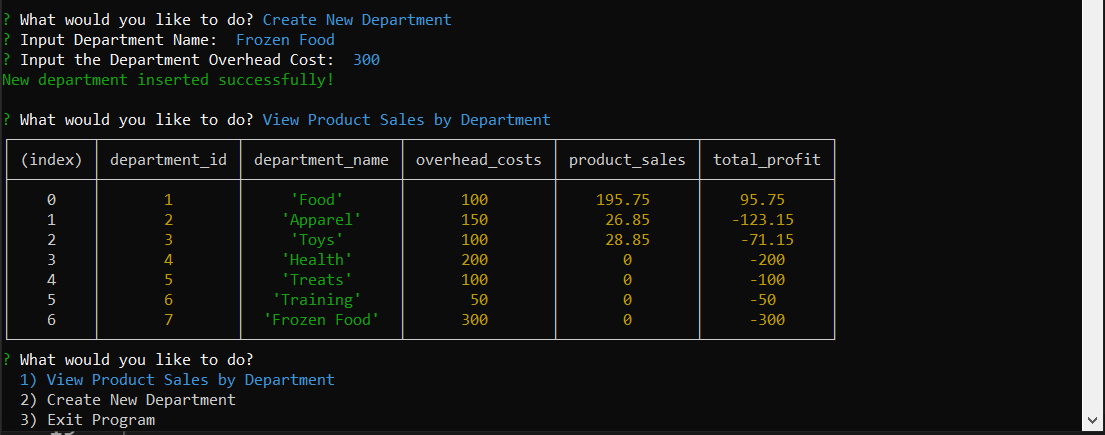 ? What would you like to do? Create New Department
? Input Department Name:  Frozen Food
? Input the Department Overhead Cost:  300
New department inserted successfully!
? What would you like to do? View Product Sales by Department
(index) department_id department_name overhead_costs product_sales total_profit
0 1 'Food' 100 195.75 95.75
1 2 'Apparel' 150 26.85 -123.15
2 3 'Toys' 100 28.85 -71.15
3 4 'Health' 200 0 -200
4 5 'Treats' 100 0 -100
5 6 'Training' 50 0 -50
6 7 'Frozen Food' 300 0 -300
? What would you like to do?
1) View Product Sales by Department
2) Create New Department
3) Exit Program